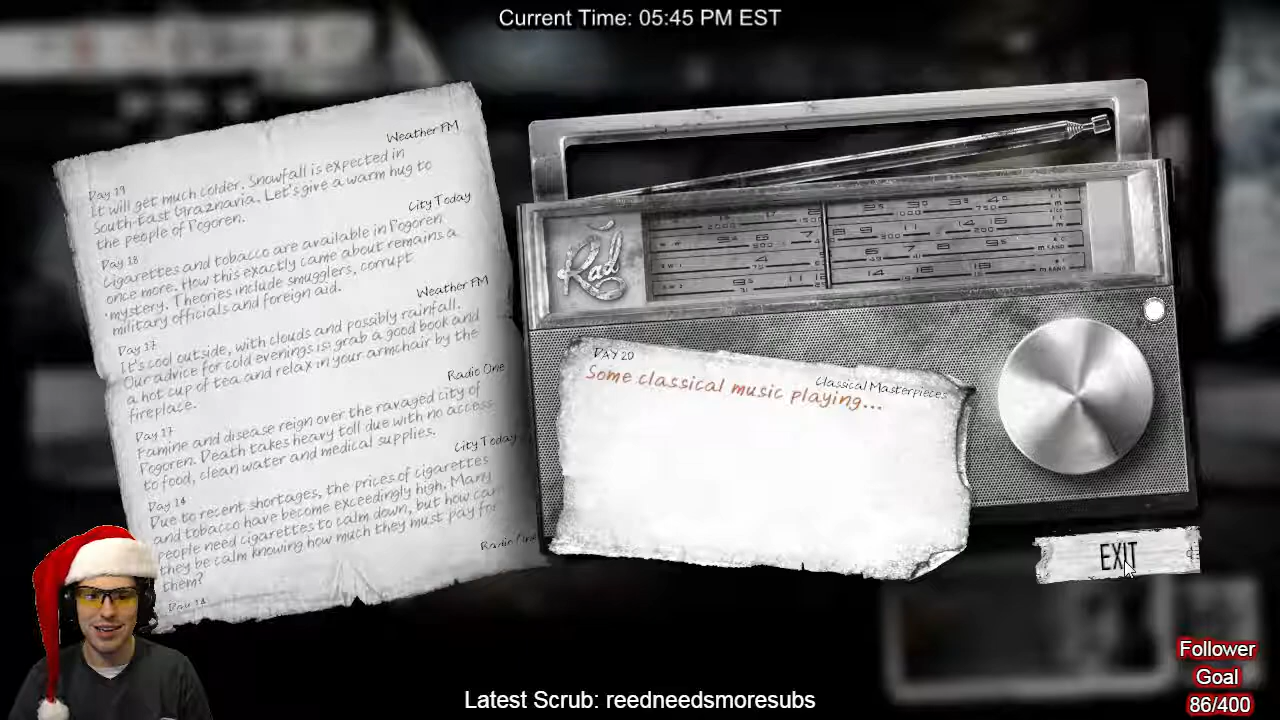 Current Time: 05:45 PM EST
Weather FM
Day 19
It will get much colder. Snowfall is expected in
South-East Graznavia. Let's give a warm hug to
the people of Pogoren.
City Today
Day 18
Cigarettes and tobacco are available in Pogoren
once more. How this exactly came about remains a
mystery. Theories include smugglers, corrupt
military officials and foreign aid.
Weather FM
Day 17
It's cool outside, with clouds and possibly rainfall.
Our advice for cold evenings is: grab a good book and
a hot cup of tea and relax in your armchair by the
fireplace.
Radio One
Day 17
Famine and disease reign over the ravaged city of
Pogoren. Death takes heavy toll due with no access
to food, clean water and medical supplies.
City Today
Day 14
Due to recent shortages, the prices of cigarettes
and tobacco have become exceedingly high. Many
people need cigarettes to calm down, but how can
they be calm knowing how much they must pay for
them?
Radio One
Day 14
Rad
DAY 20
Classical Masterpieces
Some classical music playing...
EXIT
Follower
Goal
86/400
Latest Scrub: reedneedsmoresubs